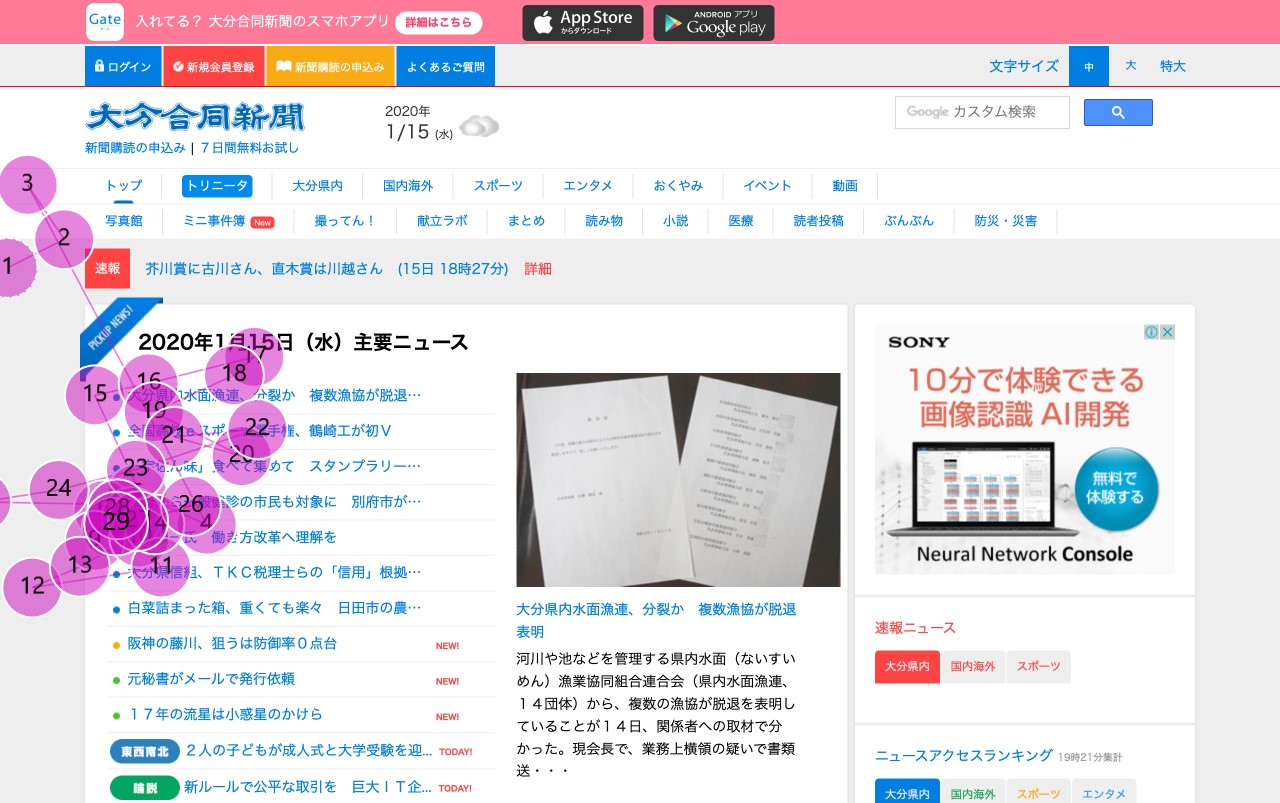 Gate
入れてる？ 大分合同新聞のスマホアプリ 詳細はこちら
App Store
からダウンロード
ANDROID アプリ
Google play
ログイン 新規会員登録 新聞購読の申込み よくあるご質問
文字サイズ 中 大 特大
大分合同新聞
新聞購読の申込み | ７日間無料お試し
2020年
1/15 (水)
Google カスタム検索
トップ トリニータ 大分県内 国内海外 スポーツ エンタメ おくやみ イベント 動画
写真館 ミニ事件簿 New 撮ってん！ 献立ラボ まとめ 読み物 小説 医療 読者投稿 ぶんぶん 防災・災害
速報 芥川賞に古川さん、直木賞は川越さん (15日 18時27分) 詳細
PICKUP NEWS!
2020年1月15日（水）主要ニュース
大分県内水面漁連、分裂か 複数漁協が脱退…
手権、鶴崎工が初Ｖ
味」食べて集めて スタンプラリー…
診の市民も対象に 別府市が…
働き方改革へ理解を
大分県信組、ＴＫＣ税理士らの「信用」根拠…
白菜詰まった箱、重くても楽々 日田市の農…
阪神の藤川、狙うは防御率０点台 NEW!
元秘書がメールで発行依頼 NEW!
１７年の流星は小惑星のかけら NEW!
東西南北 ２人の子どもが成人式と大学受験を迎... TODAY!
論説 新ルールで公平な取引を 巨大ＩＴ企... TODAY!
1
2
3
15
16
17
18
19
20
21
22
23
24
26
28
29
4
11
12
13
大分県内水面漁連、分裂か 複数漁協が脱退
表明
河川や池などを管理する県内水面（ないすい
めん）漁業協同組合連合会（県内水面漁連、
１４団体）から、複数の漁協が脱退を表明し
ていることが１４日、関係者への取材で分
かった。現会長で、業務上横領の疑いで書類
送・・・
SONY
10分で体験できる
画像認識 AI開発
無料で
体験する
Neural Network Console
速報ニュース
大分県内 国内海外 スポーツ
ニュースアクセスランキング 19時21分集計
大分県内 国内海外 スポーツ エンタメ